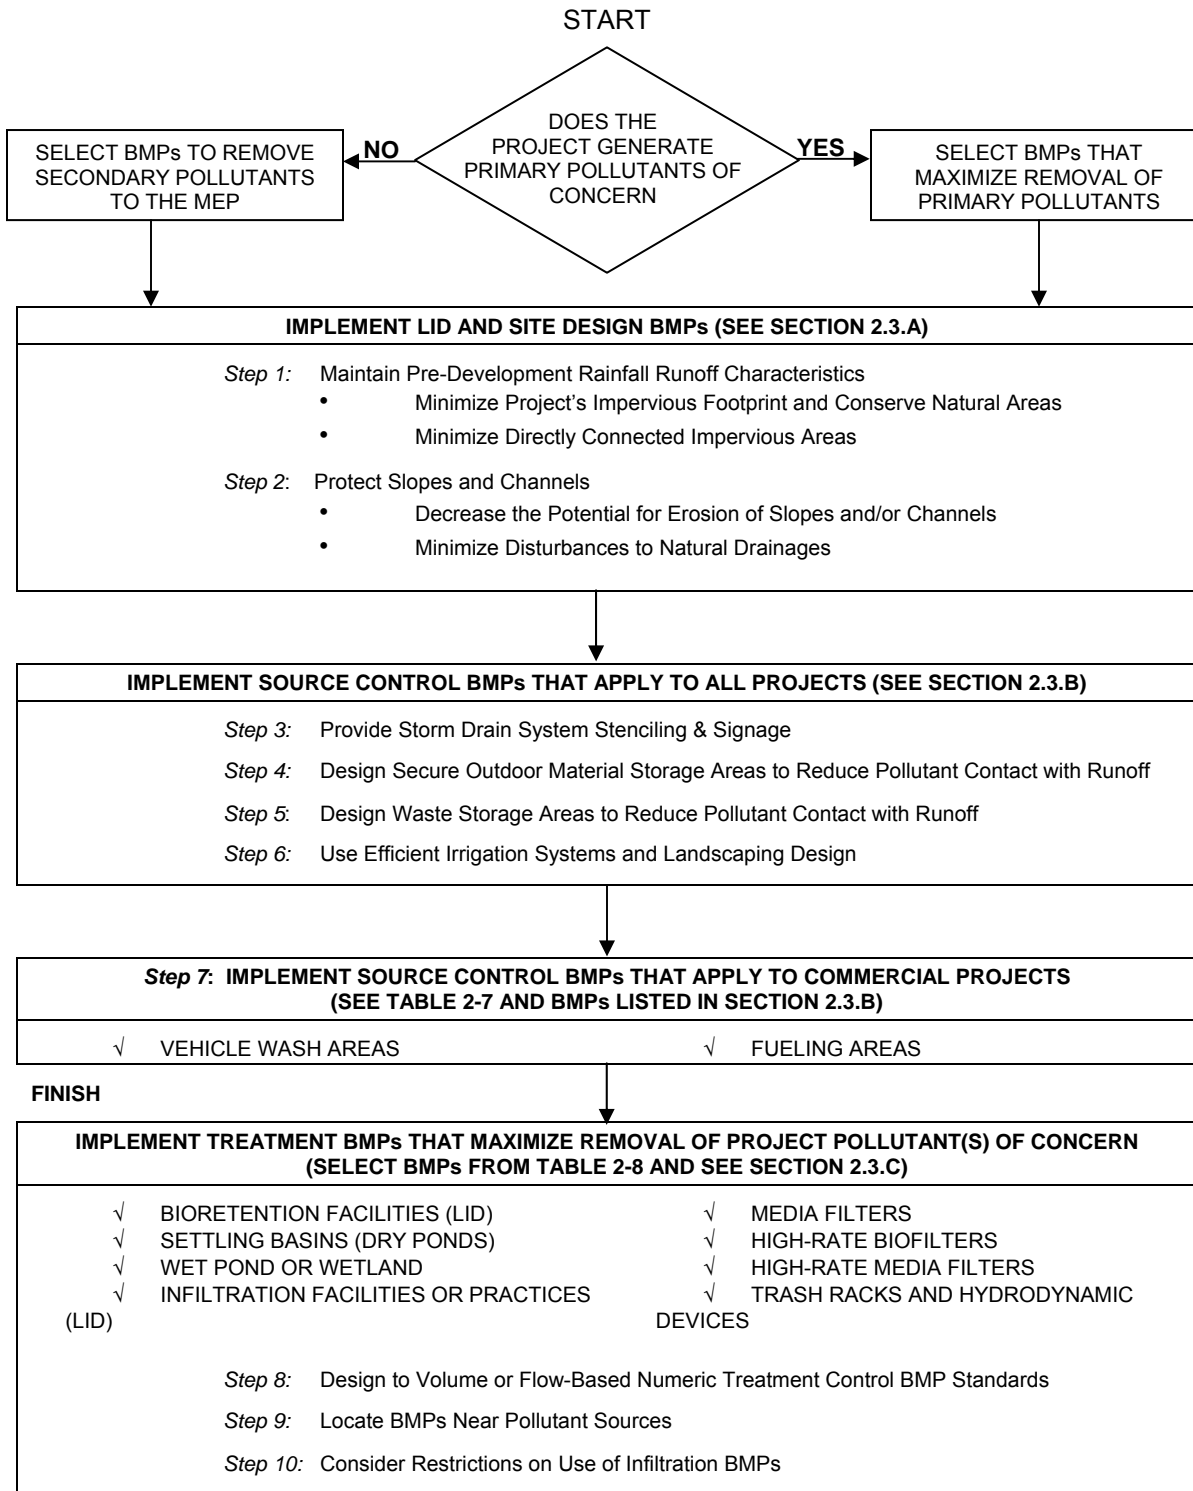 START
DOES THE
PROJECT GENERATE
PRIMARY POLLUTANTS OF
CONCERN
NO
YES
SELECT BMPs TO REMOVE
SECONDARY POLLUTANTS
TO THE MEP
SELECT BMPs THAT
MAXIMIZE REMOVAL OF
PRIMARY POLLUTANTS
IMPLEMENT LID AND SITE DESIGN BMPs (SEE SECTION 2.3.A)
Step 1: Maintain Pre-Development Rainfall Runoff Characteristics
• Minimize Project's Impervious Footprint and Conserve Natural Areas
• Minimize Directly Connected Impervious Areas
Step 2: Protect Slopes and Channels
• Decrease the Potential for Erosion of Slopes and/or Channels
• Minimize Disturbances to Natural Drainages
IMPLEMENT SOURCE CONTROL BMPs THAT APPLY TO ALL PROJECTS (SEE SECTION 2.3.B)
Step 3: Provide Storm Drain System Stenciling & Signage
Step 4: Design Secure Outdoor Material Storage Areas to Reduce Pollutant Contact with Runoff
Step 5: Design Waste Storage Areas to Reduce Pollutant Contact with Runoff
Step 6: Use Efficient Irrigation Systems and Landscaping Design
Step 7: IMPLEMENT SOURCE CONTROL BMPs THAT APPLY TO COMMERCIAL PROJECTS
(SEE TABLE 2-7 AND BMPs LISTED IN SECTION 2.3.B)
√ VEHICLE WASH AREAS √ FUELING AREAS
FINISH
IMPLEMENT TREATMENT BMPs THAT MAXIMIZE REMOVAL OF PROJECT POLLUTANT(S) OF CONCERN
(SELECT BMPs FROM TABLE 2-8 AND SEE SECTION 2.3.C)
√ BIORETENTION FACILITIES (LID)
√ SETTLING BASINS (DRY PONDS)
√ WET POND OR WETLAND
√ INFILTRATION FACILITIES OR PRACTICES
(LID)
√ MEDIA FILTERS
√ HIGH-RATE BIOFILTERS
√ HIGH-RATE MEDIA FILTERS
√ TRASH RACKS AND HYDRODYNAMIC
DEVICES
Step 8: Design to Volume or Flow-Based Numeric Treatment Control BMP Standards
Step 9: Locate BMPs Near Pollutant Sources
Step 10: Consider Restrictions on Use of Infiltration BMPs